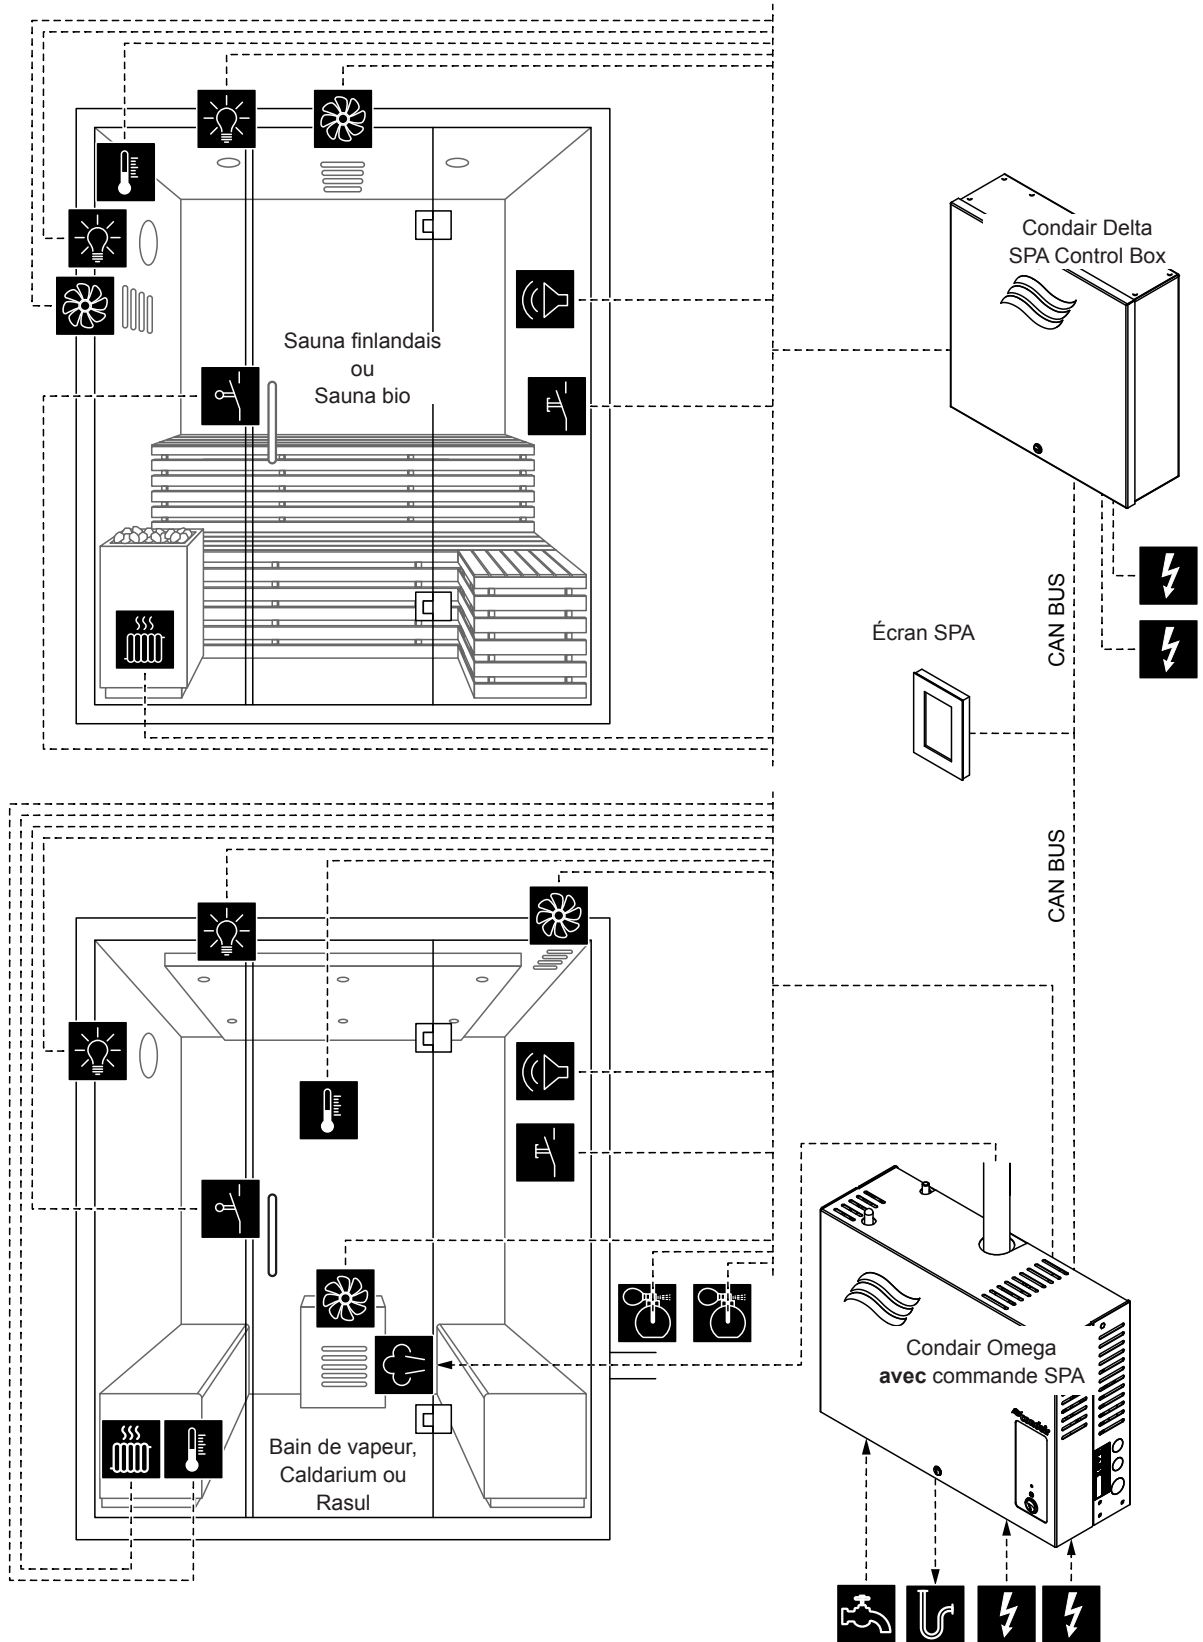 Condair Delta
SPA Control Box
Sauna finlandais
ou
Sauna bio
CAN BUS
Écran SPA
CAN BUS
Condair Omega
avec commande SPA
condair
Bain de vapeur,
Caldarium ou
Rasul